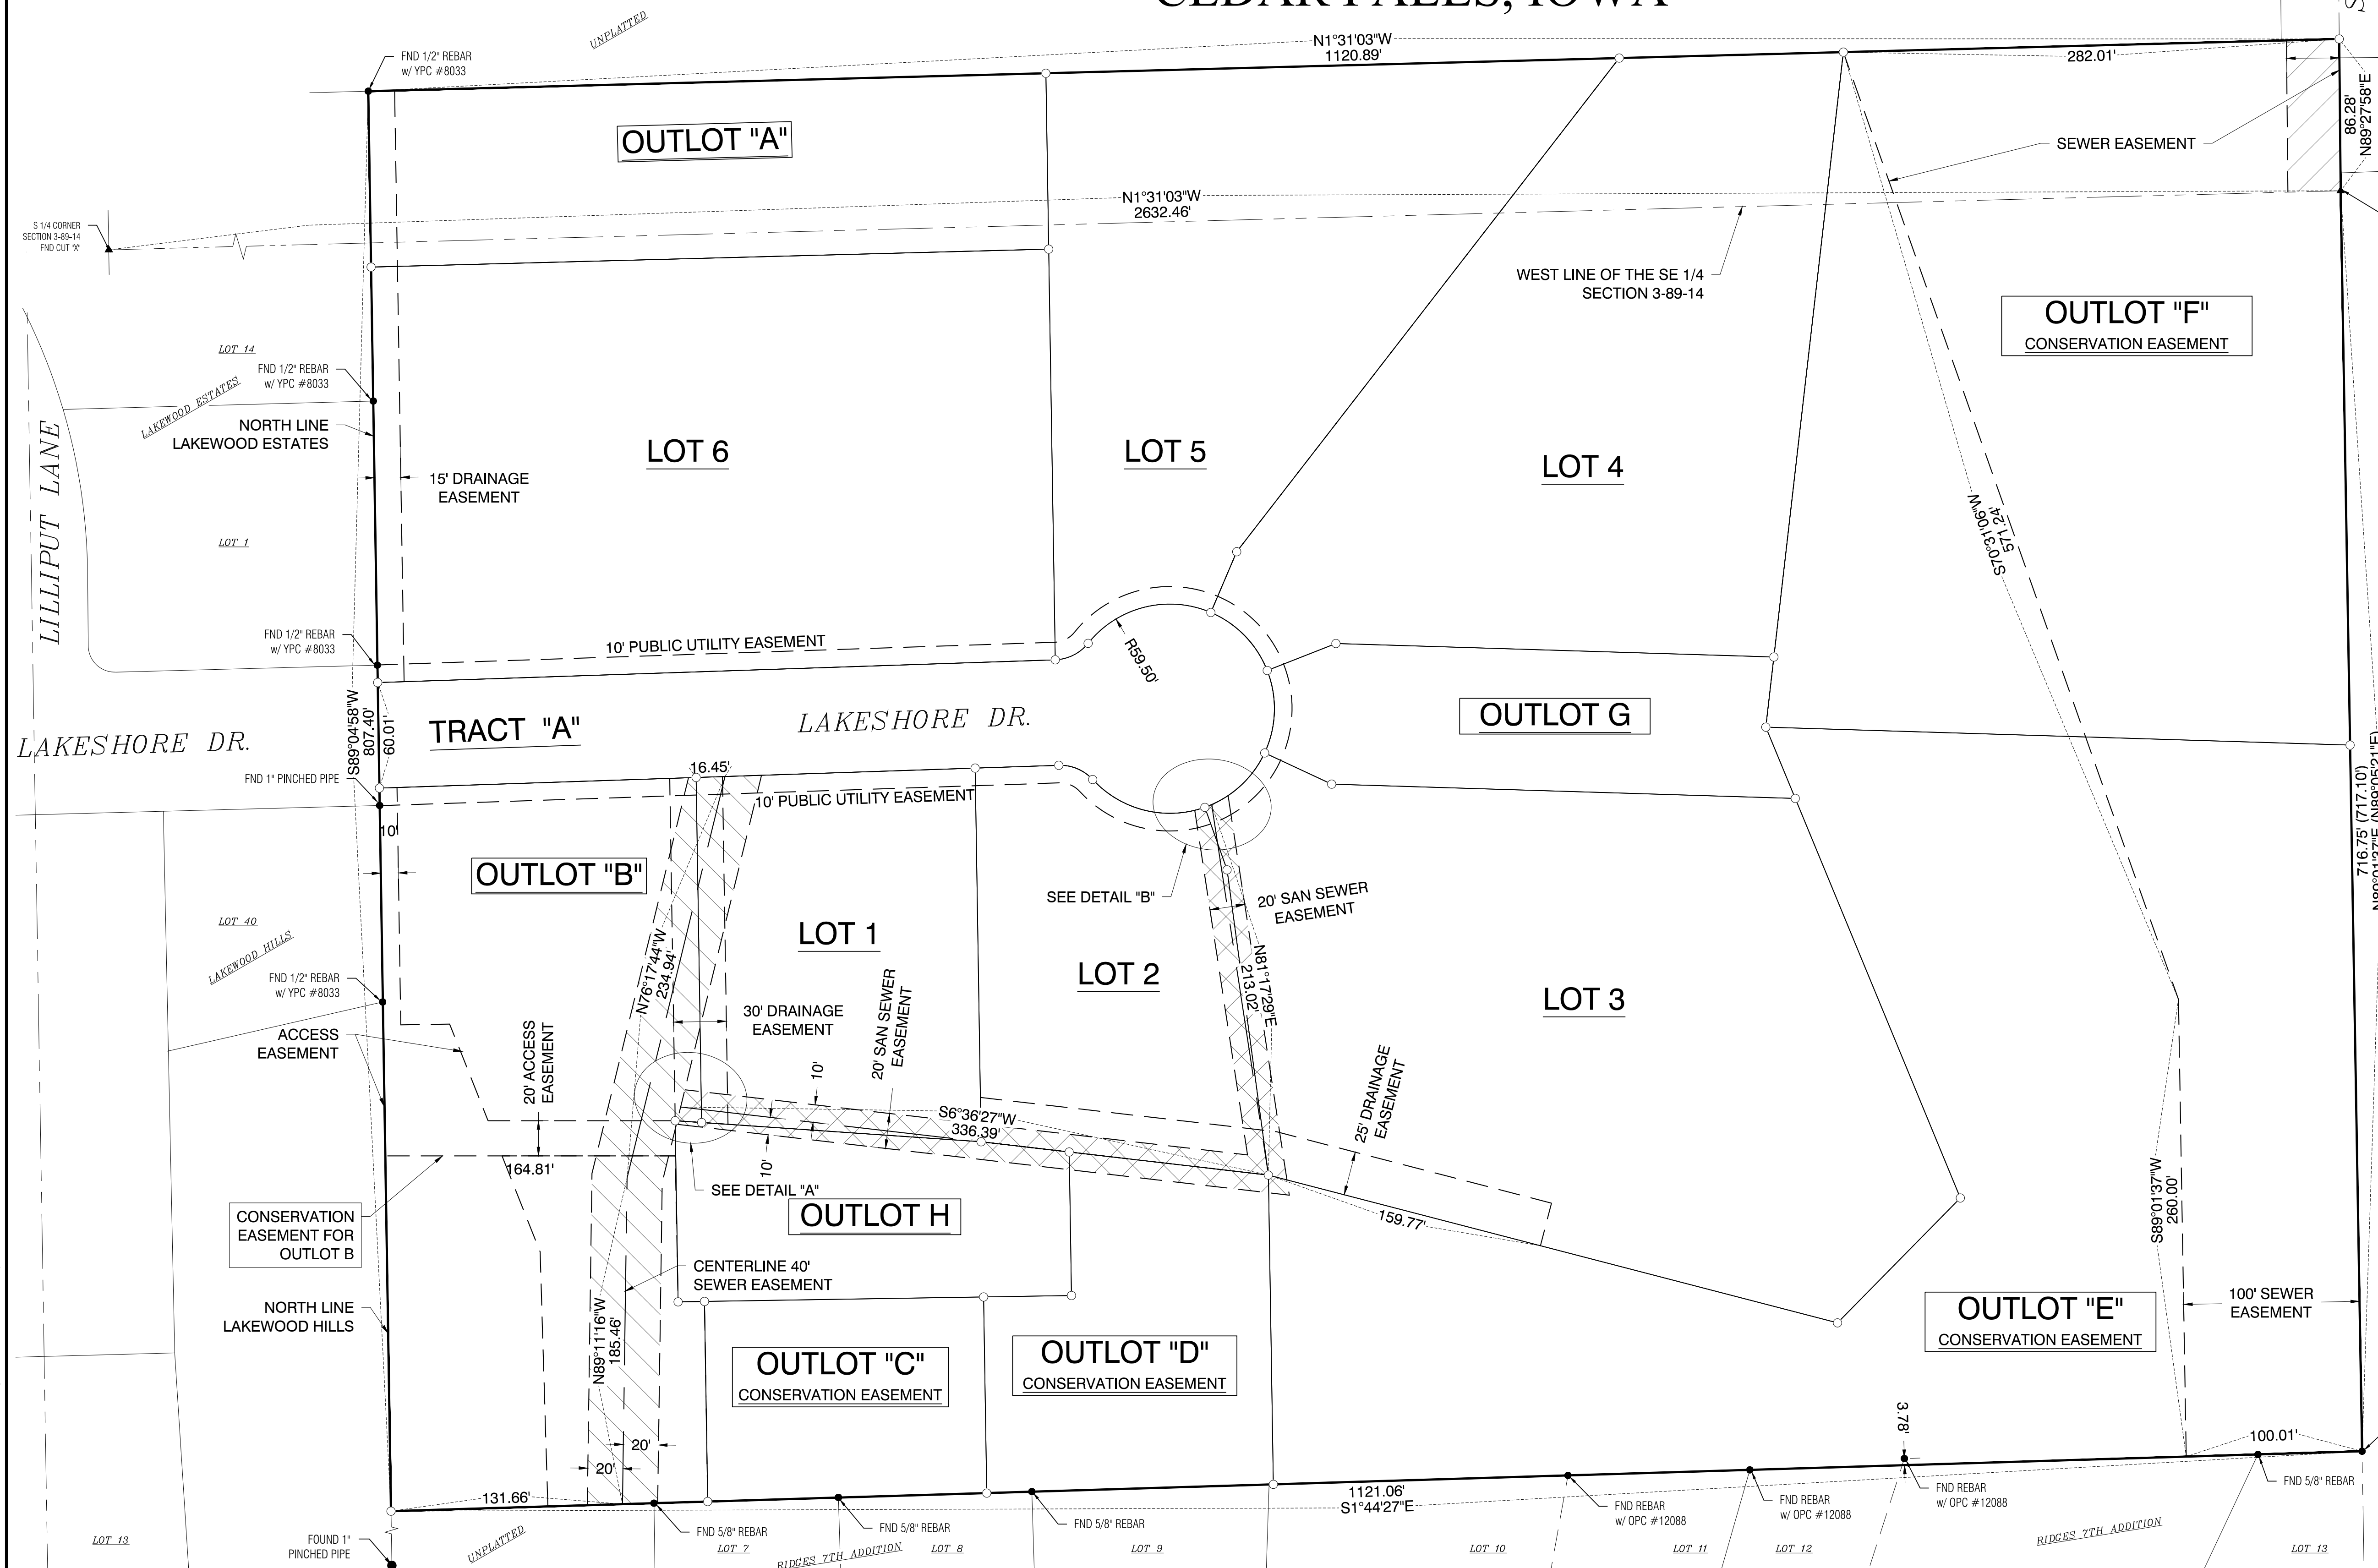 CEDAR FALLS, IOWA
UNPLATTED
FND 1/2" REBAR
w/ YPC #8033
N1°31'03"W
1120.89'
282.01'
86.28'
N89°27'58"E
OUTLOT "A"
SEWER EASEMENT
N1°31'03"W
2632.46'
S 1/4 CORNER
SECTION 3-89-14
FND CUT "X"
WEST LINE OF THE SE 1/4
SECTION 3-89-14
OUTLOT "F"
CONSERVATION EASEMENT
LOT 14
FND 1/2" REBAR
w/ YPC #8033
LAKEWOOD ESTATES
NORTH LINE
LAKEWOOD ESTATES
LILLIPUT LANE
15' DRAINAGE
EASEMENT
LOT 6
LOT 5
LOT 4
S70°31'06"W
571.24'
LOT 1
FND 1/2" REBAR
w/ YPC #8033
10' PUBLIC UTILITY EASEMENT
R59.50'
S89°04'58"W
807.40'
60.01'
TRACT "A"
LAKESHORE DR.
LAKESHORE DR.
OUTLOT G
FND 1" PINCHED PIPE
16.45'
10' PUBLIC UTILITY EASEMENT
716.75' (717.10')
N89°01'37"E (N89°05'21"E)
10'
OUTLOT "B"
SEE DETAIL "B"
20' SAN SEWER
EASEMENT
LOT 40
LAKEWOOD HILLS
LOT 1
LOT 2
LOT 3
N76°17'44"W
234.94'
N81°17'29"E
213.02'
FND 1/2" REBAR
w/ YPC #8033
ACCESS
EASEMENT
20' ACCESS
EASEMENT
30' DRAINAGE
EASEMENT
10'
20' SAN SEWER
EASEMENT
S6°36'27"W
336.39'
25' DRAINAGE
EASEMENT
164.81'
10'
SEE DETAIL "A"
OUTLOT H
159.77'
S89°01'37"W
260.00'
CONSERVATION
EASEMENT FOR
OUTLOT B
CENTERLINE 40'
SEWER EASEMENT
NORTH LINE
LAKEWOOD HILLS
N89°11'16"W
185.46'
OUTLOT "C"
CONSERVATION EASEMENT
OUTLOT "D"
CONSERVATION EASEMENT
OUTLOT "E"
CONSERVATION EASEMENT
100' SEWER
EASEMENT
20'
20'
3.78'
100.01'
131.66'
1121.06'
S1°44'27"E
FND 5/8" REBAR
FND 5/8" REBAR
FND 5/8" REBAR
FND REBAR
w/ OPC #12088
FND REBAR
w/ OPC #12088
FND REBAR
w/ OPC #12088
FND 5/8" REBAR
LOT 13
FOUND 1"
PINCHED PIPE
UNPLATTED
LOT 7
RIDGES 7TH ADDITION
LOT 8
LOT 9
LOT 10
LOT 11
LOT 12
RIDGES 7TH ADDITION
LOT 13